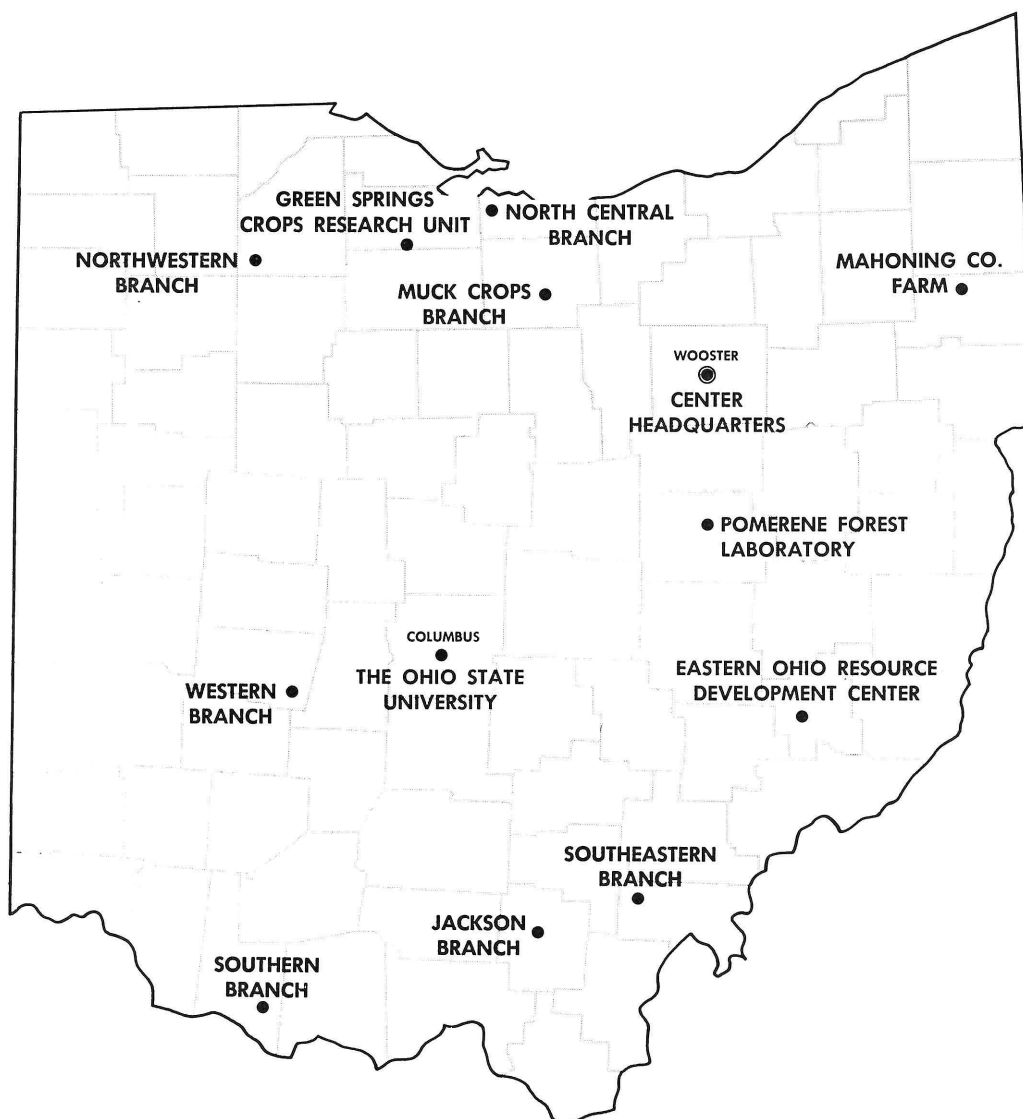 GREEN SPRINGS
CROPS RESEARCH UNIT
NORTH CENTRAL
BRANCH
NORTHWESTERN
BRANCH
MUCK CROPS
BRANCH
MAHONING CO.
FARM
WOOSTER
CENTER
HEADQUARTERS
POMERENE FOREST
LABORATORY
COLUMBUS
THE OHIO STATE
UNIVERSITY
EASTERN OHIO RESOURCE
DEVELOPMENT CENTER
WESTERN
BRANCH
SOUTHEASTERN
BRANCH
JACKSON
BRANCH
SOUTHERN
BRANCH